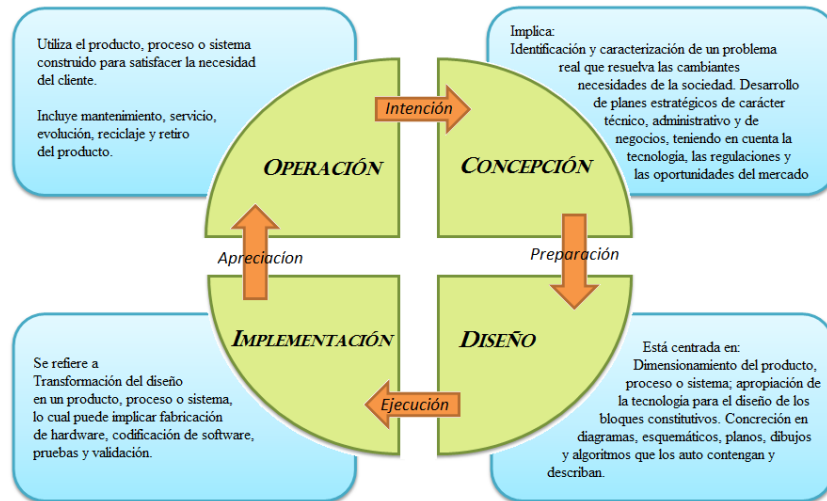 Utiliza el producto, proceso o sistema
construido para satisfacer la necesidad
del cliente.
Incluye mantenimiento, servicio,
evolución, reciclaje y retiro
del producto.
Implica:
Identificación y caracterización de un problema
real que resuelva las cambiantes
necesidades de la sociedad. Desarrollo
de planes estratégicos de carácter
técnico, administrativo y de
negocios, teniendo en cuenta la
tecnologia, las regulaciones y
las oportunidades del mercado
Intención
OPERACIÓN
CONCEPCIÓN
Apreciacíon
Preparación
IMPLEMENTACIÓN
DISEÑO
Ejecución
Se refiere a
Transformación del diseño
en un producto, proceso o sistema,
lo cual puede implicar fabricación
de hardware, codificación de software,
pruebas y validación.
Está centrada en:
Dimensionamiento del producto,
proceso o sistema; apropiación de
la tecnología para el diseño de los
bloques constitutivos. Concreción en
diagramas, esquemáticos, planos, dibujos
y algoritmos que los auto contengan y
describan.